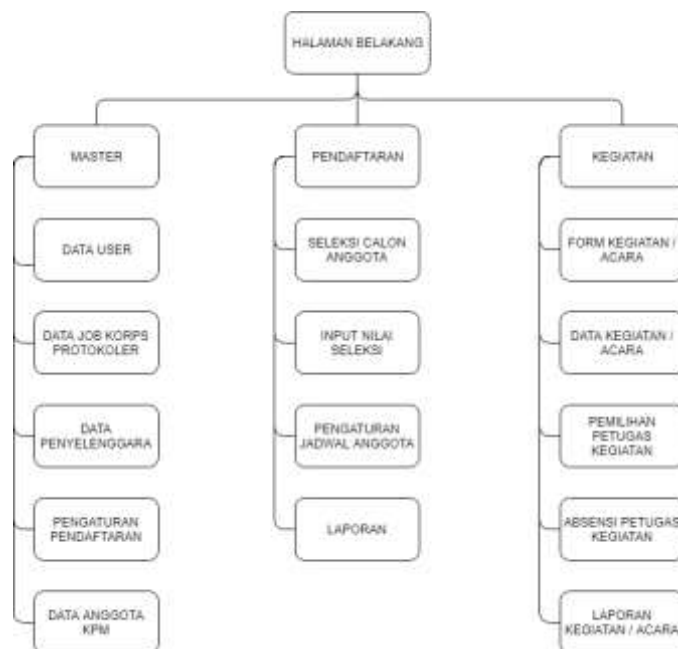 HALAMAN BELAKANG
MASTER
DATA USER
DATA JOB KORPS
PROTOKOLER
DATA
PENYELENGGARA
PENGATURAN
PENDAFTARAN
DATA ANGGOTA
KPM
PENDAFTARAN
SELEKSI CALON
ANGGOTA
INPUT NILAI
SELEKSI
PENGATURAN
JADWAL ANGGOTA
LAPORAN
KEGIATAN
FORM KEGIATAN /
ACARA
DATA KEGIATAN /
ACARA
PEMILIHAN
PETUGAS
KEGIATAN
ABSENSI PETUGAS
KEGIATAN
LAPORAN
KEGIATAN / ACARA